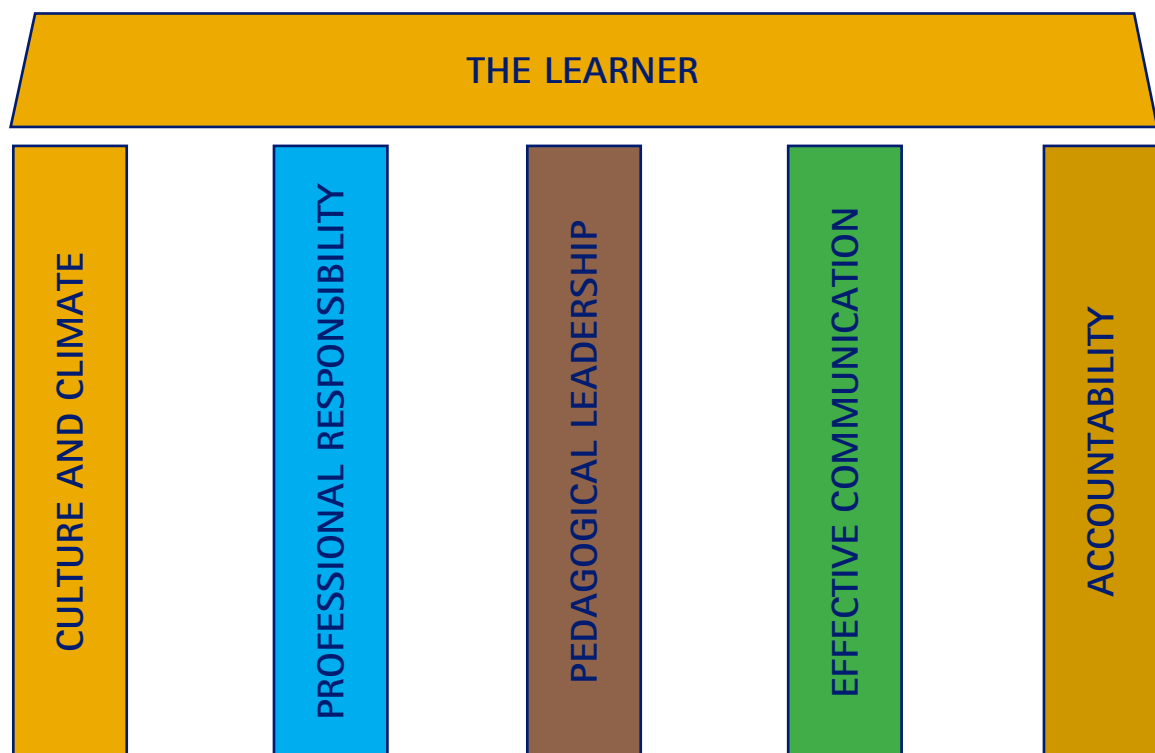 THE LEARNER
CULTURE AND CLIMATE
PROFESSIONAL RESPONSIBILITY
PEDAGOGICAL LEADERSHIP
EFFECTIVE COMMUNICATION
ACCOUNTABILITY